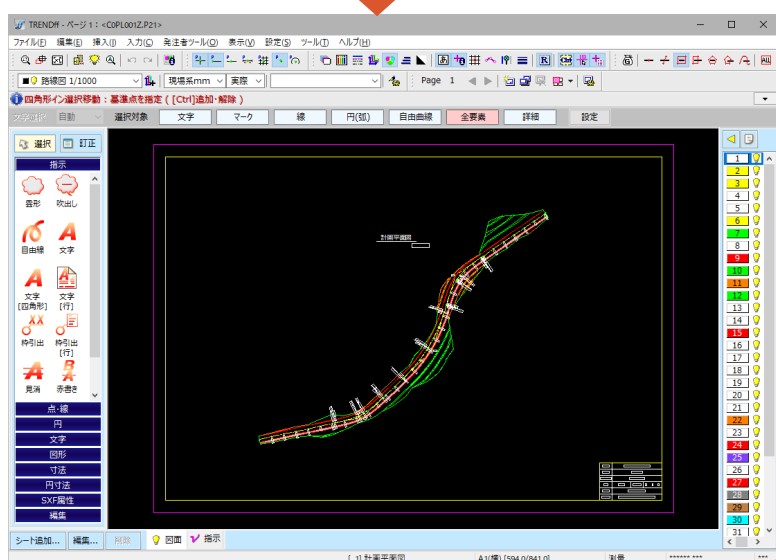 TRENDff - ページ 1 : <C0PL001Z.P21>
ファイル(F) 編集(E) 挿入(I) 入力(C) 発注者ツール(O) 表示(V) 設定(S) ツール(T) ヘルプ(H)
路線図 1/1000 現場系mm 実際 Page 1
四角形イン選択移動 : 基準点を指定 ( [Ctrl]追加・解除 )
文字選択 自動 選択対象 文字 マーク 線 円(弧) 自由曲線 全要素 詳細 設定
選択 訂正
指示
雲形 吹出し
自由線 文字
文字 文字
[四角形] [行]
枠引出 枠引出
[行]
見消 赤書き
点・線
円
文字
図形
寸法
円寸法
SXF属性
編集
計画平面図
1
2
3
4
5
6
7
8
9
10
11
12
13
14
15
16
17
18
19
20
21
22
23
24
25
26
27
28
29
30
31
シート追加... 編集... 削除 図面 指示
[ 1] 計画平面図 A1(横) [594.0/841.0] 測量 ****** *** ***